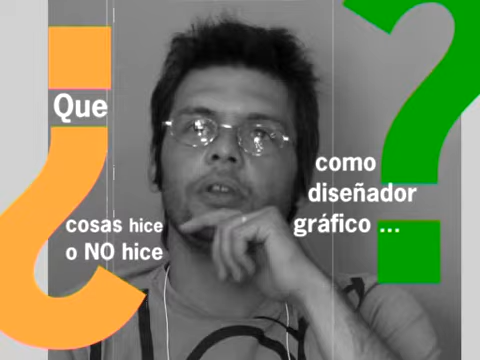 ¿
Que
cosas hice
o NO hice
como
diseñador
gráfico ...
?